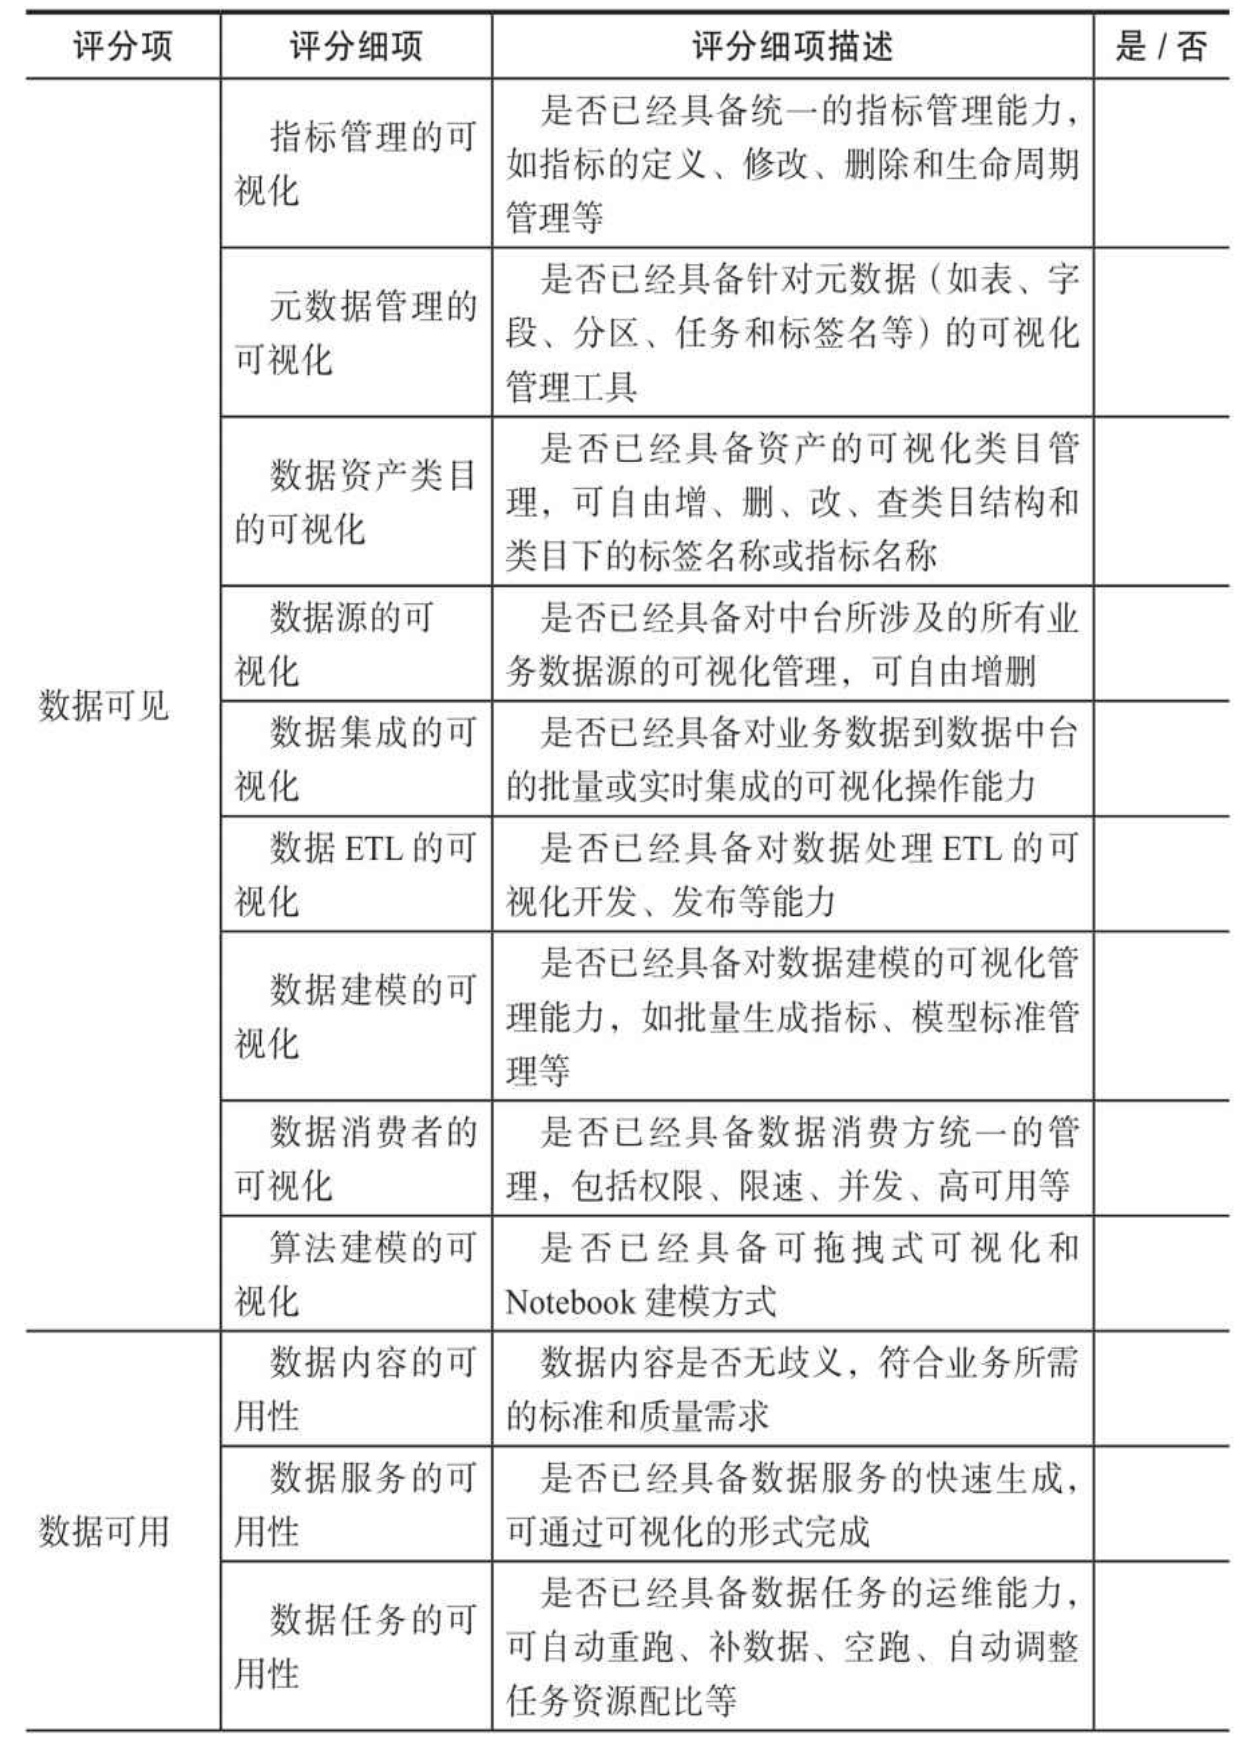 评分项
评分细项
评分细项描述
是 / 否
数据可见
指标管理的可
视化
是否已经具备统一的指标管理能力，
如指标的定义、修改、删除和生命周期
管理等
元数据管理的
可视化
是否已经具备针对元数据（如表、字
段、分区、任务和标签名等）的可视化
管理工具
数据资产类目
的可视化
是否已经具备资产的可视化类目管
理，可自由增、删、改、查类目结构和
类目下的标签名称或指标名称
数据源的可
视化
是否已经具备对中台所涉及的所有业
务数据源的可视化管理，可自由增删
数据集成的可
视化
是否已经具备对业务数据到数据中台
的批量或实时集成的可视化操作能力
数据 ETL 的可
视化
是否已经具备对数据处理 ETL 的可
视化开发、发布等能力
数据建模的可
视化
是否已经具备对数据建模的可视化管
理能力，如批量生成指标、模型标准管
理等
数据消费者的
可视化
是否已经具备数据消费方统一的管
理，包括权限、限速、并发、高可用等
算法建模的可
视化
是否已经具备可拖拽式可视化和
Notebook 建模方式
数据可用
数据内容的可
用性
数据内容是否无歧义，符合业务所需
的标准和质量需求
数据服务的可
用性
是否已经具备数据服务的快速生成，
可通过可视化的形式完成
数据任务的可
用性
是否已经具备数据任务的运维能力，
可自动重跑、补数据、空跑、自动调整
任务资源配比等